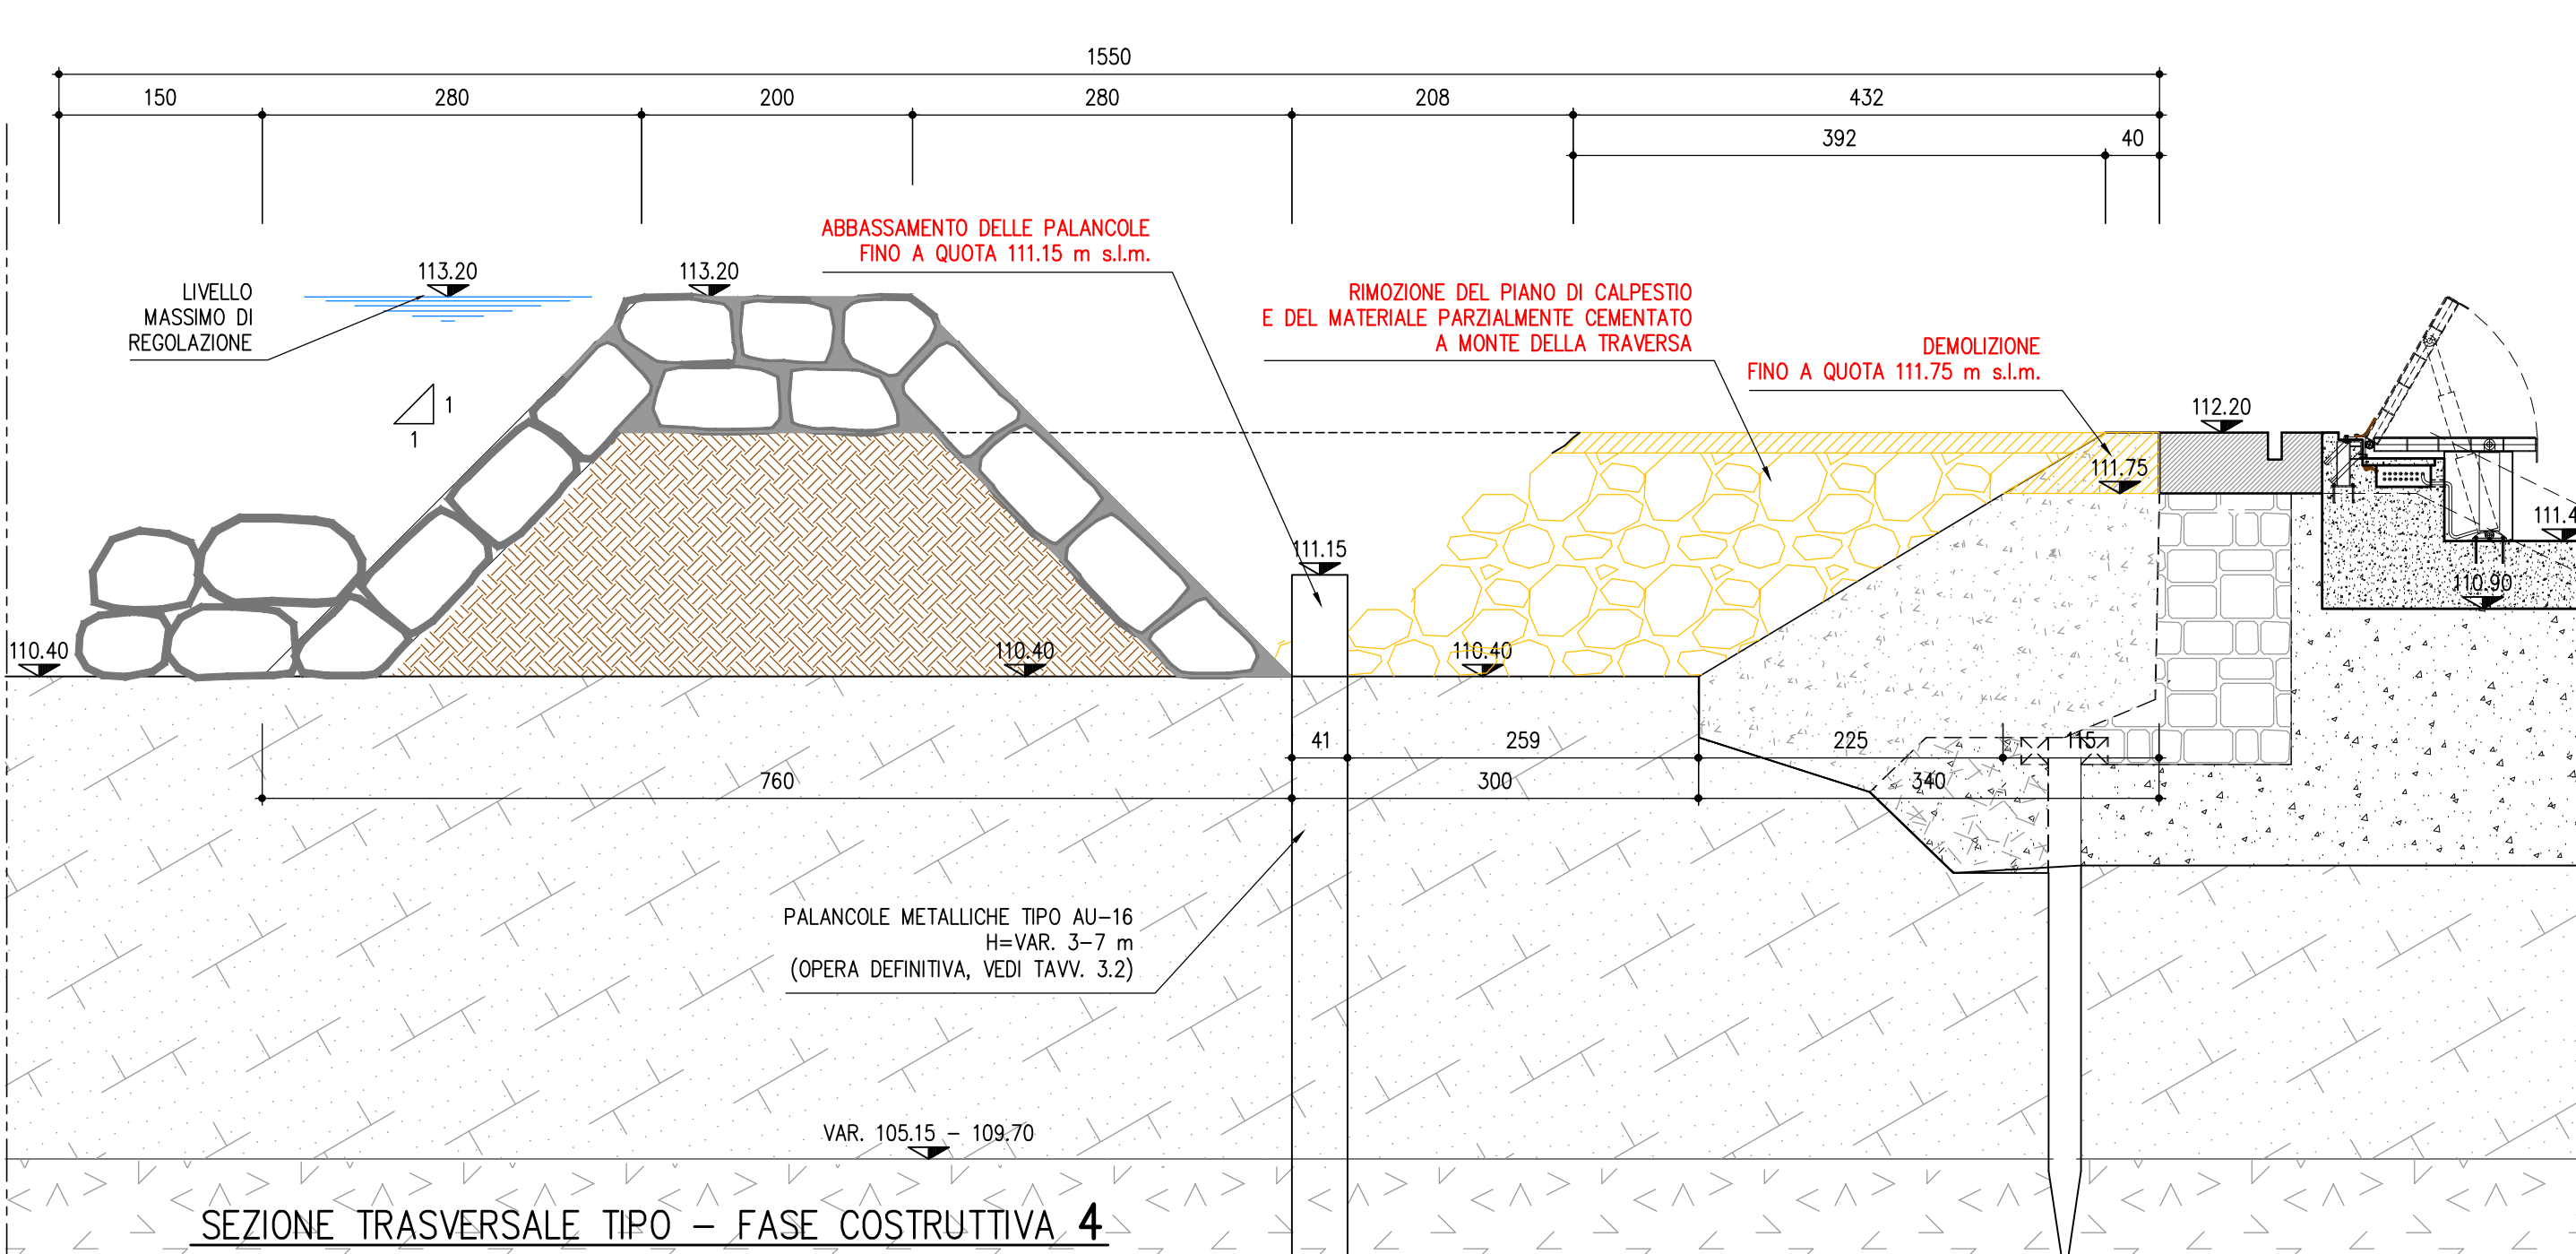 1550
150
280
200
280
208
432
392
40
ABBASSAMENTO DELLE PALANCOLE
FINO A QUOTA 111.15 m s.l.m.
113.20
113.20
LIVELLO
MASSIMO DI
REGOLAZIONE
RIMOZIONE DEL PIANO DI CALPESTIO
E DEL MATERIALE PARZIALMENTE CEMENTATO
A MONTE DELLA TRAVERSA
DEMOLIZIONE
FINO A QUOTA 111.75 m s.l.m.
1
1
112.20
111.75
111.15
111.4
110.90
110.40
110.40
110.40
41
259
225
115
760
300
340
PALANCOLE METALLICHE TIPO AU-16
H=VAR. 3-7 m
(OPERA DEFINITIVA, VEDI TAVV. 3.2)
VAR. 105.15 - 109.70
SEZIONE TRASVERSALE TIPO - FASE COSTRUTTIVA 4